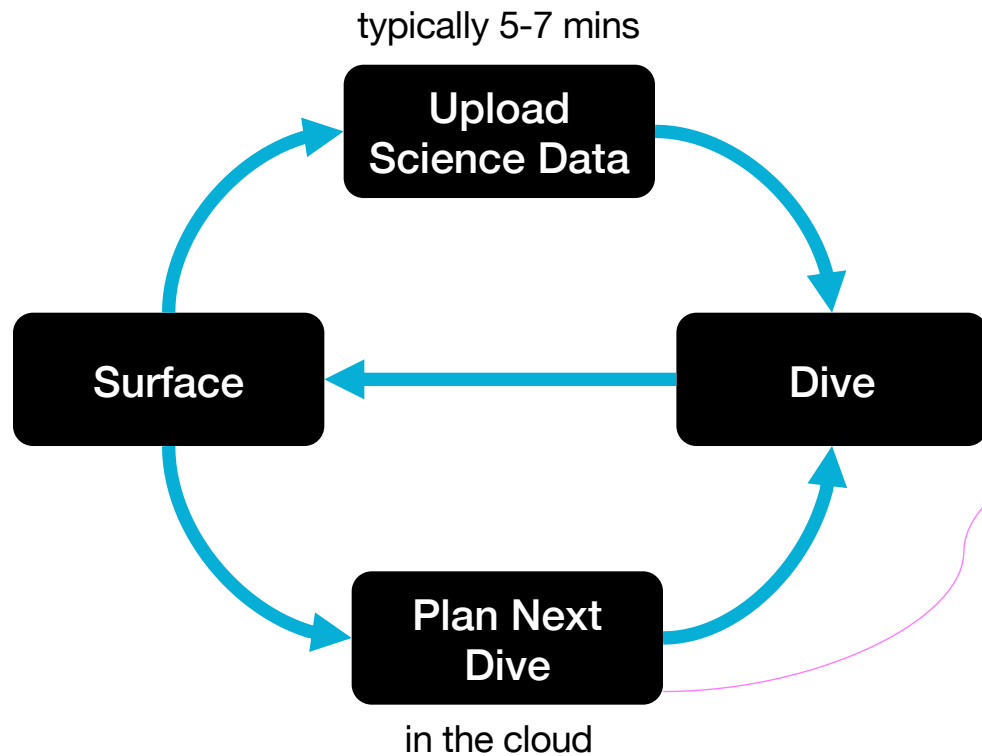 typically 5-7 mins
Upload
Science Data
Surface
Dive
Plan Next
Dive
in the cloud